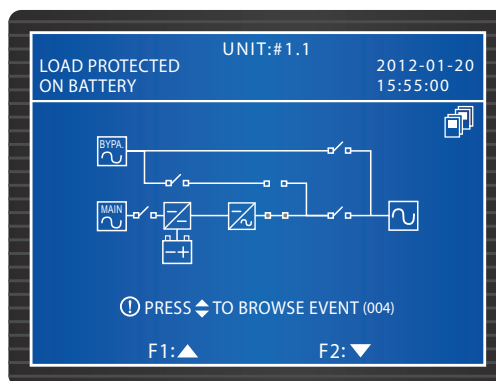 UNIT:#1.1
LOAD PROTECTED
ON BATTERY
2012-01-20
15:55:00
BYPA.
MAIN
PRESS TO BROWSE EVENT (004)
F1:
F2: